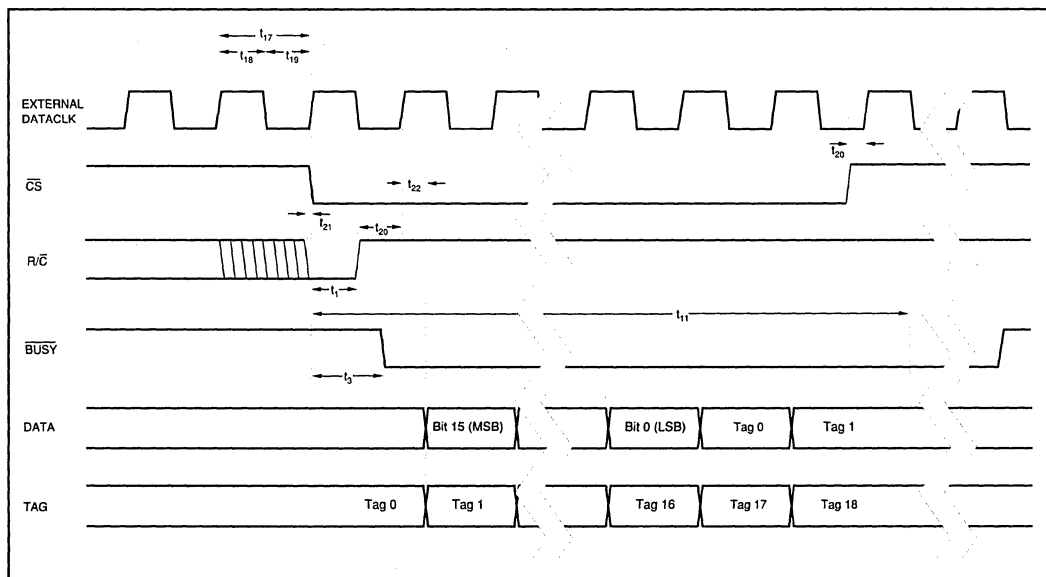 t17
t18 t19
EXTERNAL
DATACLK
t20
CS
t22
t21 t20
R/C
t1
t11
BUSY
t3
DATA Bit 15 (MSB) Bit 0 (LSB) Tag 0 Tag 1
TAG Tag 0 Tag 1 Tag 16 Tag 17 Tag 18